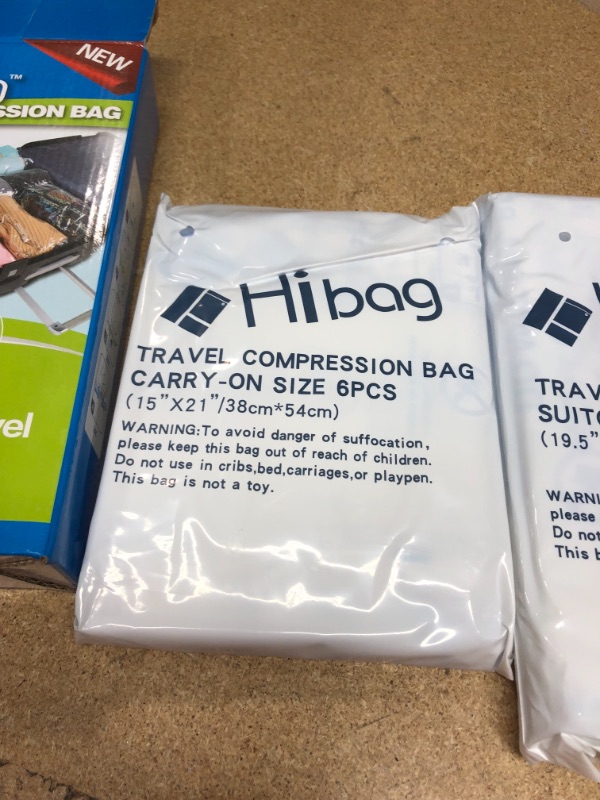 NEW
™
SSION BAG
vel
Hibag
TRAVEL COMPRESSION BAG
CARRY-ON SIZE 6PCS
(15”X21”/38cm*54cm)
WARNING:To avoid danger of suffocation,
please keep this bag out of reach of children.
Do not use in cribs,bed,carriages,or playpen.
This bag is not a toy.
TRAV
SUIT
(19.5”
WARNI
please
Do not
This b